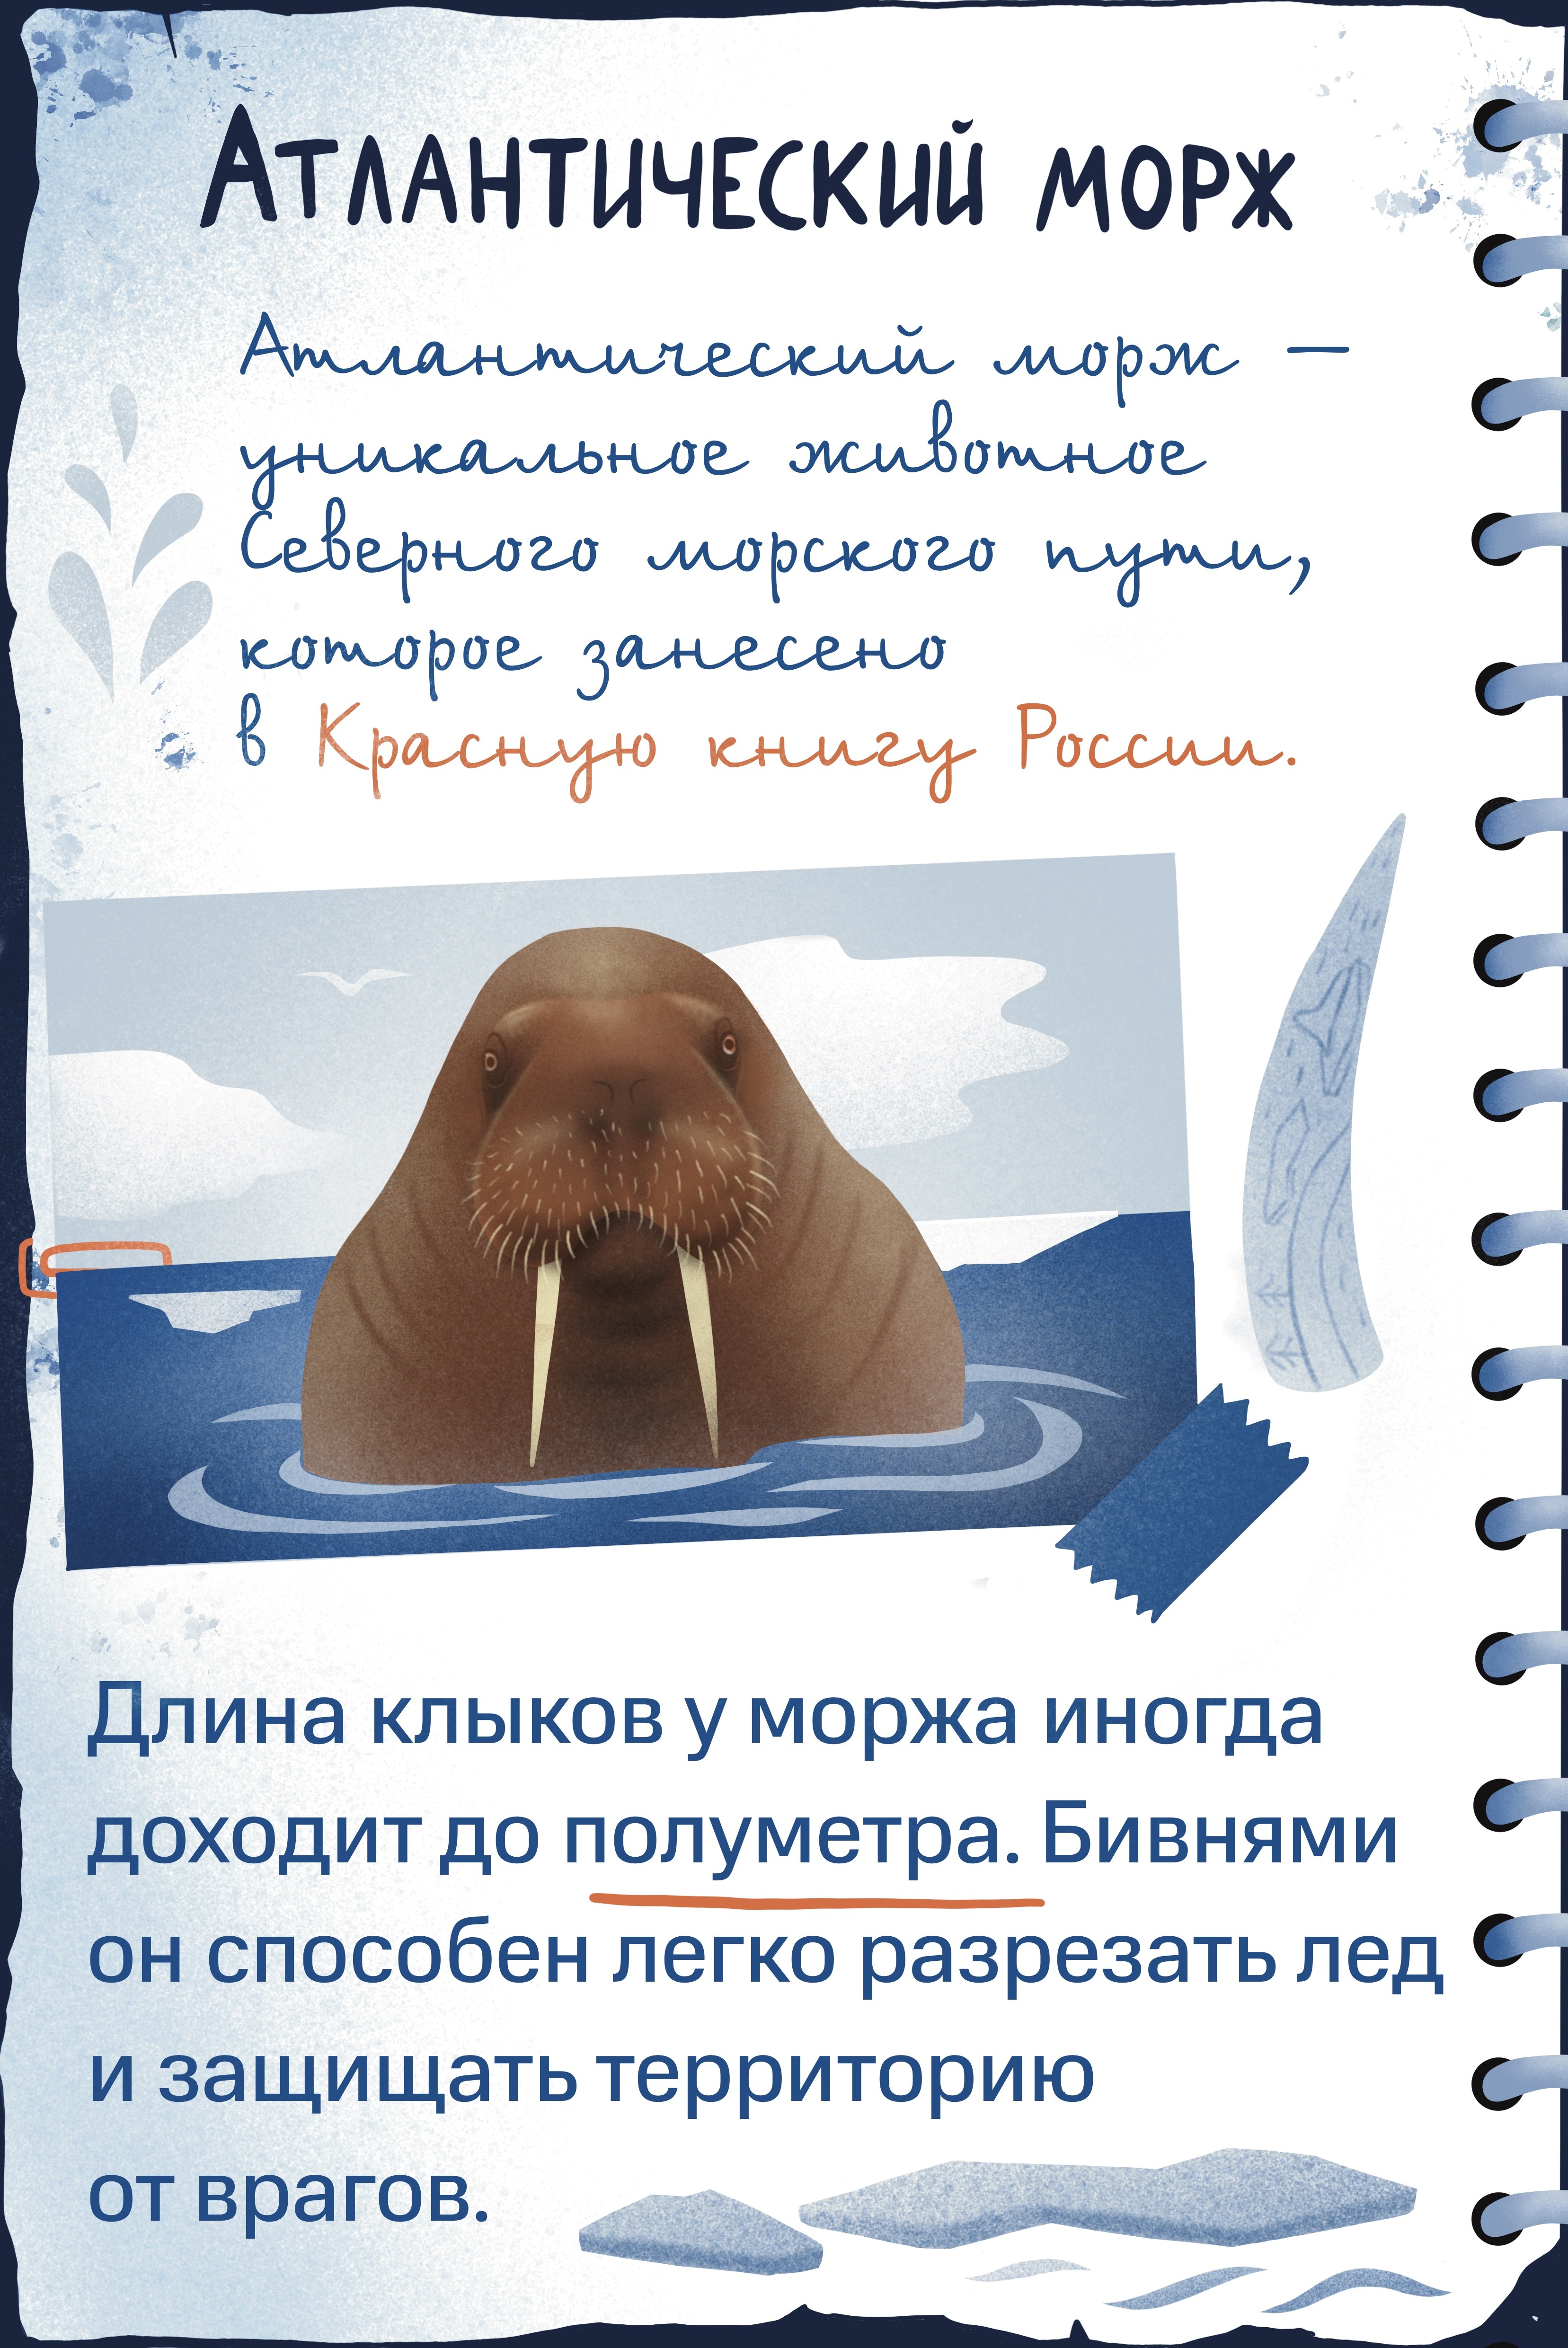 Атлантический морж
Атлантический морж —
уникальное животное
Северного морского пути,
которое занесено
в Красную книгу России.
Длина клыков у моржа иногда
доходит до полуметра. Бивнями
он способен легко разрезать лед
и защищать территорию
от врагов.